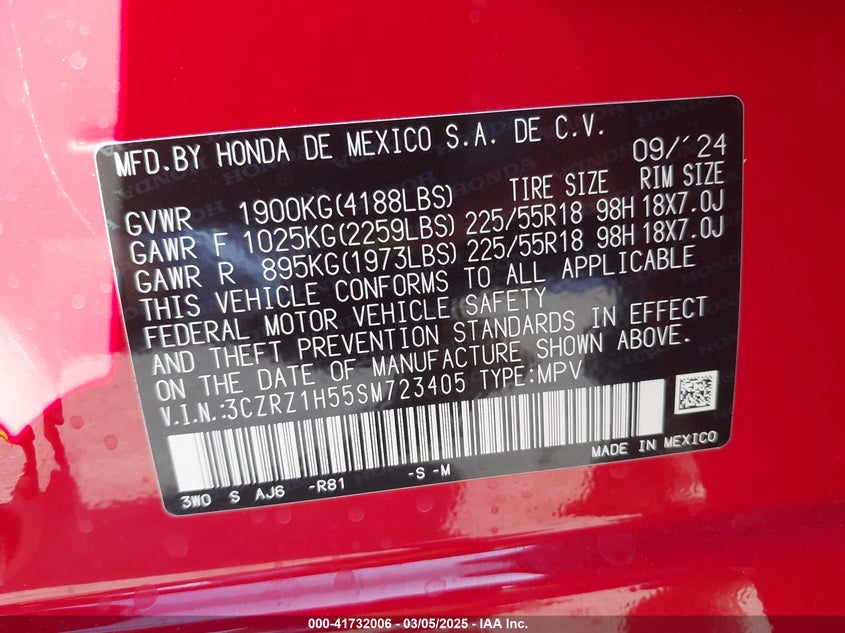 MFD.BY HONDA DE MEXICO S.A. DE C.V. 09/'24
TIRE SIZE RIM SIZE
GVWR 1900KG(4188LBS)
GAWR F 1025KG(2259LBS) 225/55R18 98H 18X7.0J
GAWR R 895KG(1973LBS) 225/55R18 98H 18X7.0J
THIS VEHICLE CONFORMS TO ALL APPLICABLE
FEDERAL MOTOR VEHICLE SAFETY
AND THEFT PREVENTION STANDARDS IN EFFECT
ON THE DATE OF MANUFACTURE SHOWN ABOVE.
V.I.N.:3CZRZ1H55SM723405 TYPE:MPV
MADE IN MEXICO
3W0 S AJ6 -R81 -S -M
000-41732006 - 03/05/2025 - IAA Inc.